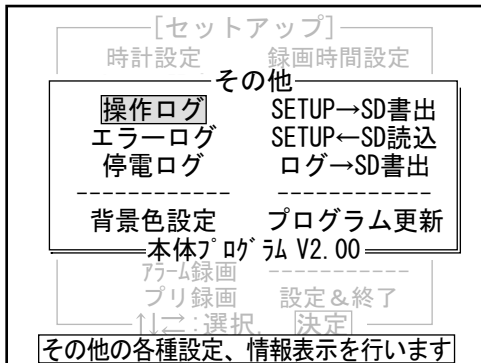 [セットアップ]
時計設定 録画時間設定
その他
操作ログ SETUP→SD書出
エラーログ SETUP←SD読込
停電ログ ログ→SD書出
------------ ------------
背景色設定 プログラム更新
本体ﾌﾟﾛｸﾞﾗﾑ V2.00
ｱﾗｰﾑ録画 ------------
プリ録画 設定&終了
↑↓⇄:選択, 決定
その他の各種設定、情報表示を行います